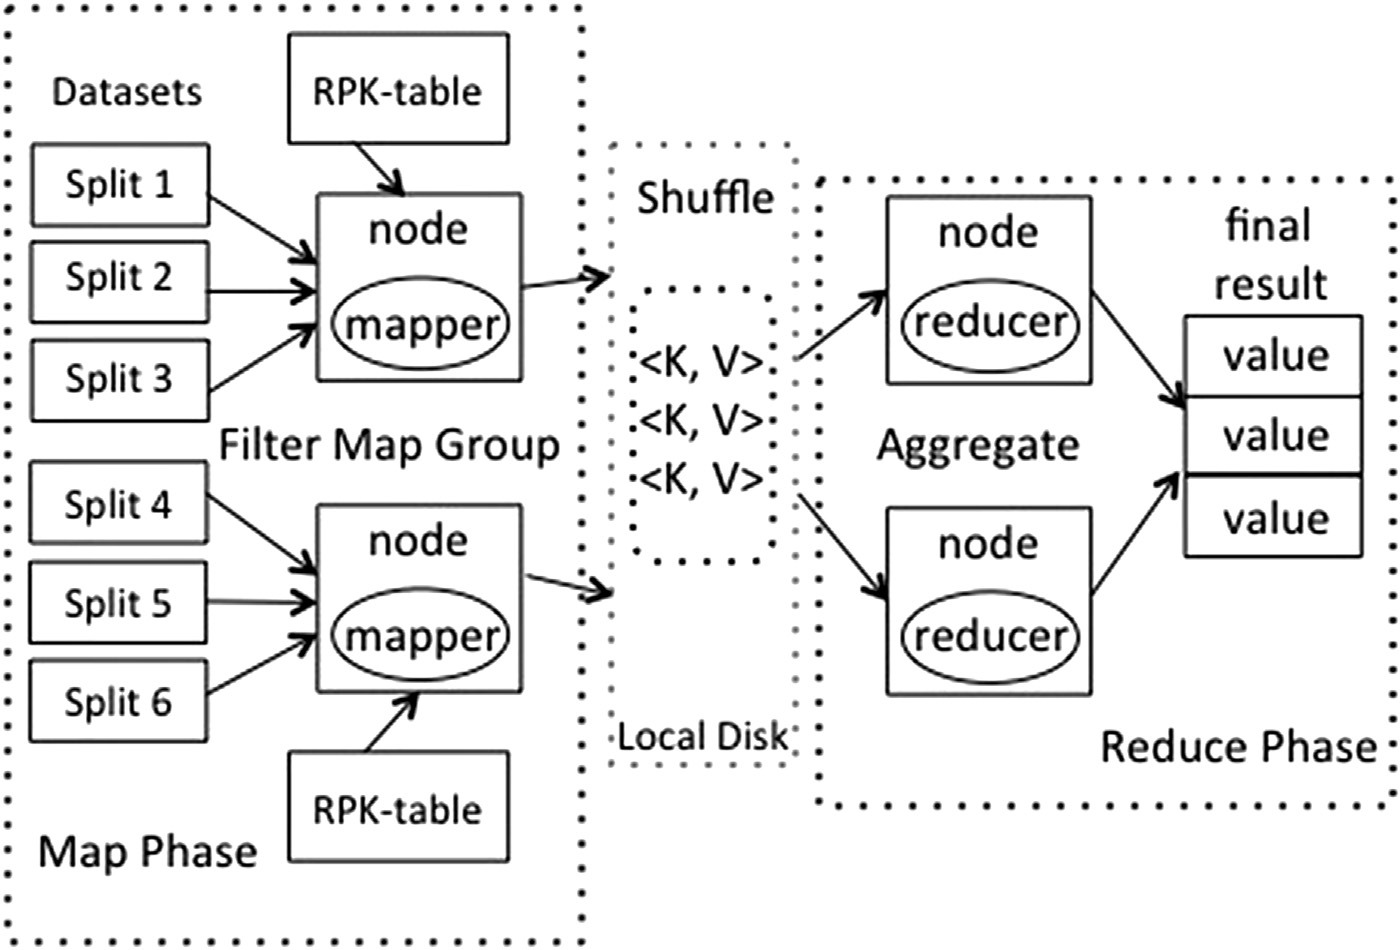 Datasets
RPK-table
Split 1
Split 2
Split 3
node
mapper
Filter Map Group
Split 4
Split 5
Split 6
node
mapper
RPK-table
Map Phase
Shuffle
<K, V>
<K, V>
<K, V>
Local Disk
node
reducer
Aggregate
node
reducer
final
result
value
value
value
Reduce Phase